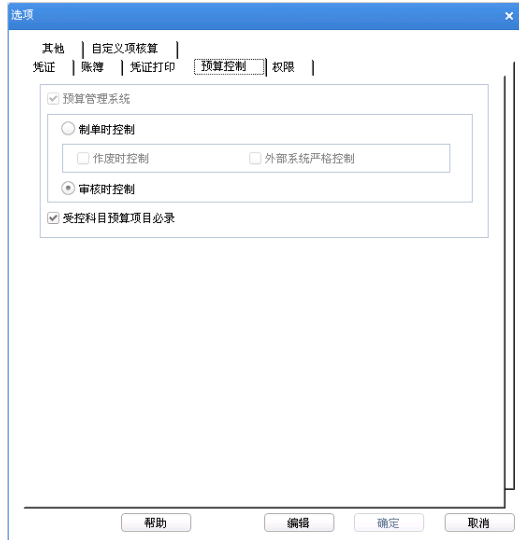 选项
其他 自定义项核算
凭证 账簿 凭证打印 预算控制 权限
预算管理系统
制单时控制
作废时控制 外部系统严格控制
审核时控制
受控科目预算项目必录
帮助 编辑 确定 取消